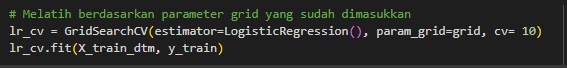 # Melatih berdasarkan parameter grid yang sudah dimasukkan
lr_cv = GridSearchCV(estimator=LogisticRegression(), param_grid=grid, cv= 10)
lr_cv.fit(X_train_dtm, y_train)